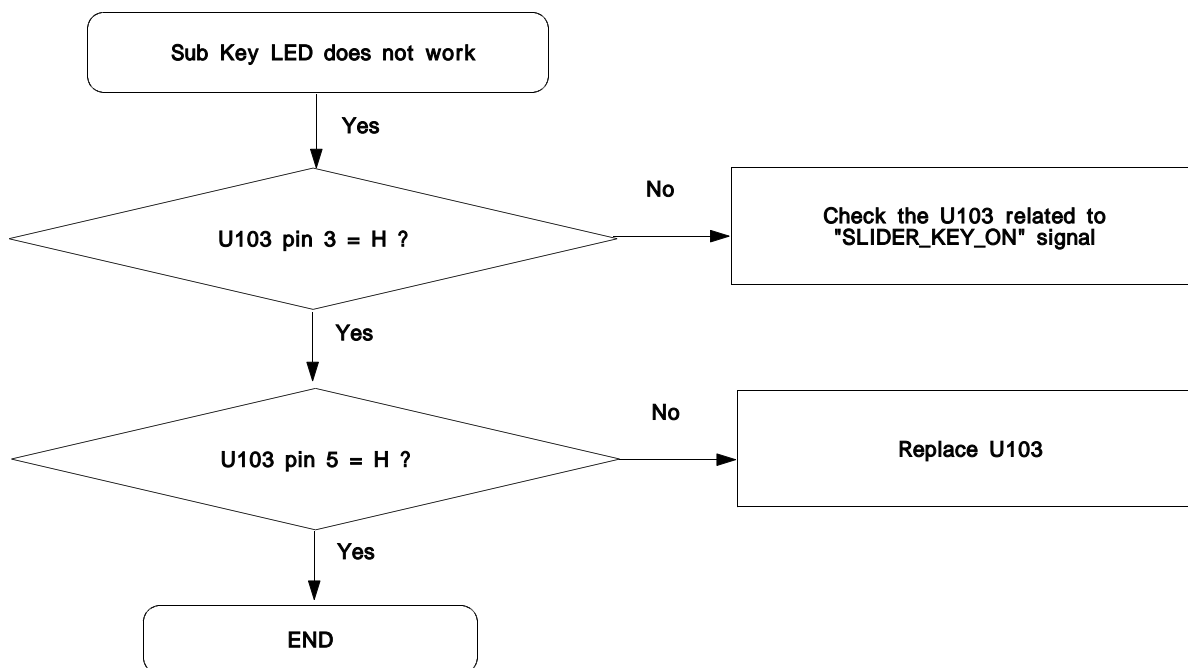 Sub Key LED does not work
Yes
U103 pin 3 = H ?
No
Check the U103 related to
"SLIDER_KEY_ON" signal
Yes
U103 pin 5 = H ?
No
Replace U103
Yes
END